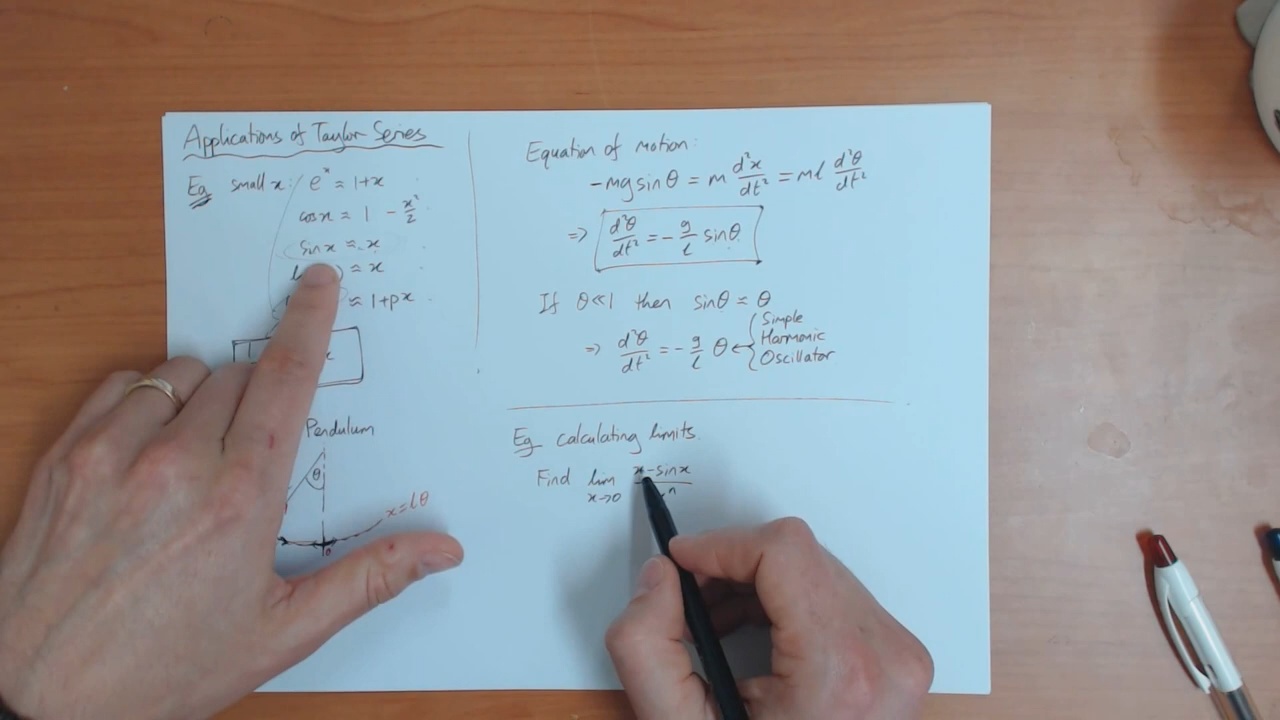 Applications of Taylor Series
Eg small x: eˣ ≈ 1+x
cos x ≈ 1 - x²/2
sin x ≈ x
≈ x
≈ 1+px
Pendulum
θ
x=lθ
Equation of motion:
-mg sin θ = m d²x/dt² = ml d²θ/dt²
=> d²θ/dt² = - g/l sin θ
If θ<<1 then sin θ ≈ θ
=> d²θ/dt² = - g/l θ ← { Simple
Harmonic
Oscillator
Eg Calculating limits.
Find lim x→0 x-sin x